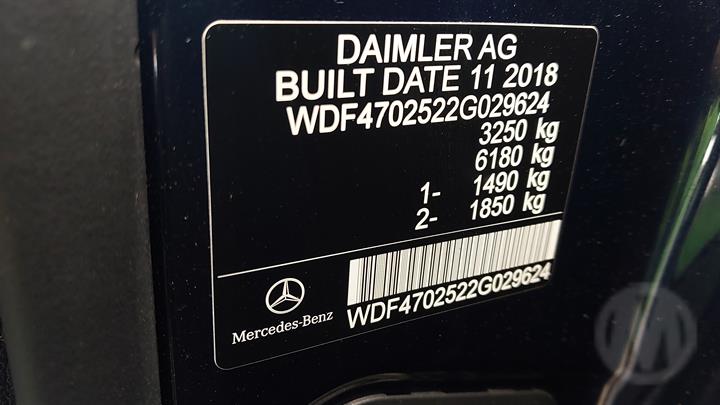 DAIMLER AG
BUILT DATE 11 2018
WDF4702522G029624
3250 kg
6180 kg
1- 1490 kg
2- 1850 kg
Mercedes-Benz
WDF4702522G029624
M